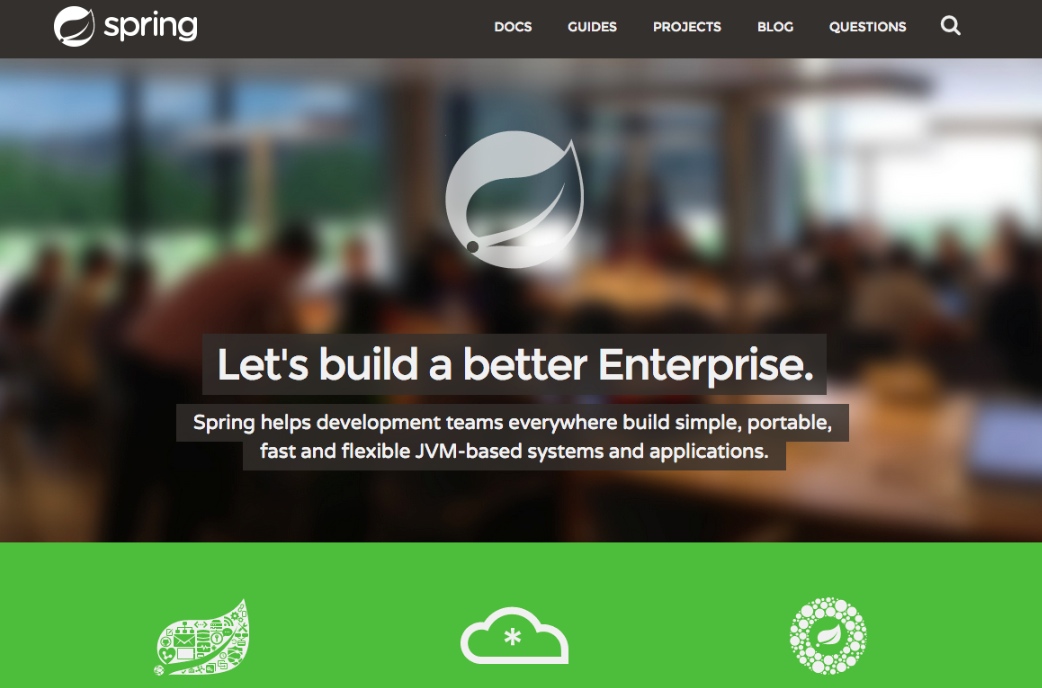 spring
DOCS
GUIDES
PROJECTS
BLOG
QUESTIONS
Let's build a better Enterprise.
Spring helps development teams everywhere build simple, portable,
fast and flexible JVM-based systems and applications.